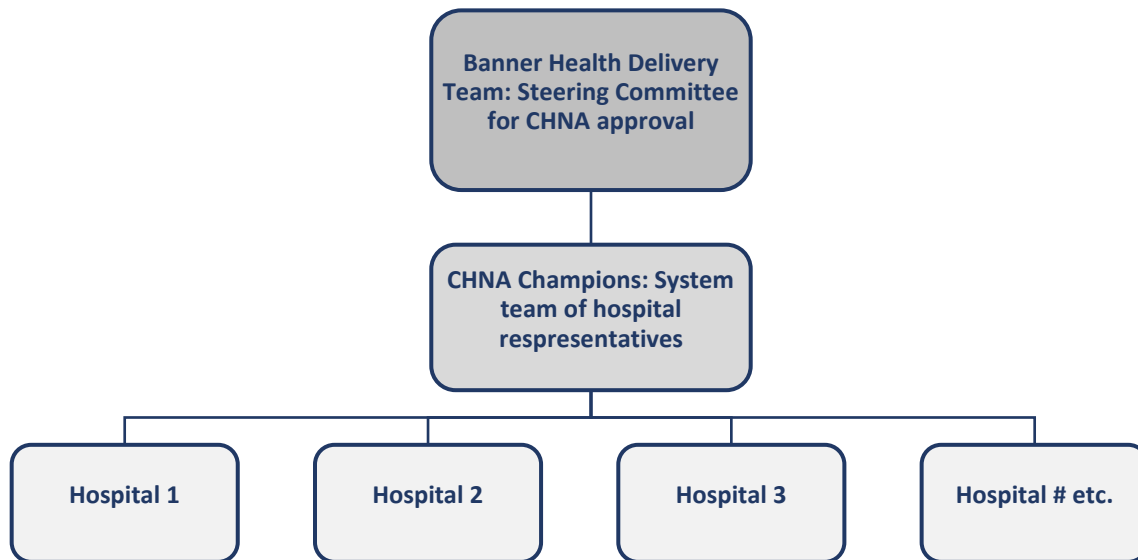 Banner Health Delivery
Team: Steering Committee
for CHNA approval
CHNA Champions: System
team of hospital
respresentatives
Hospital 1
Hospital 2
Hospital 3
Hospital # etc.